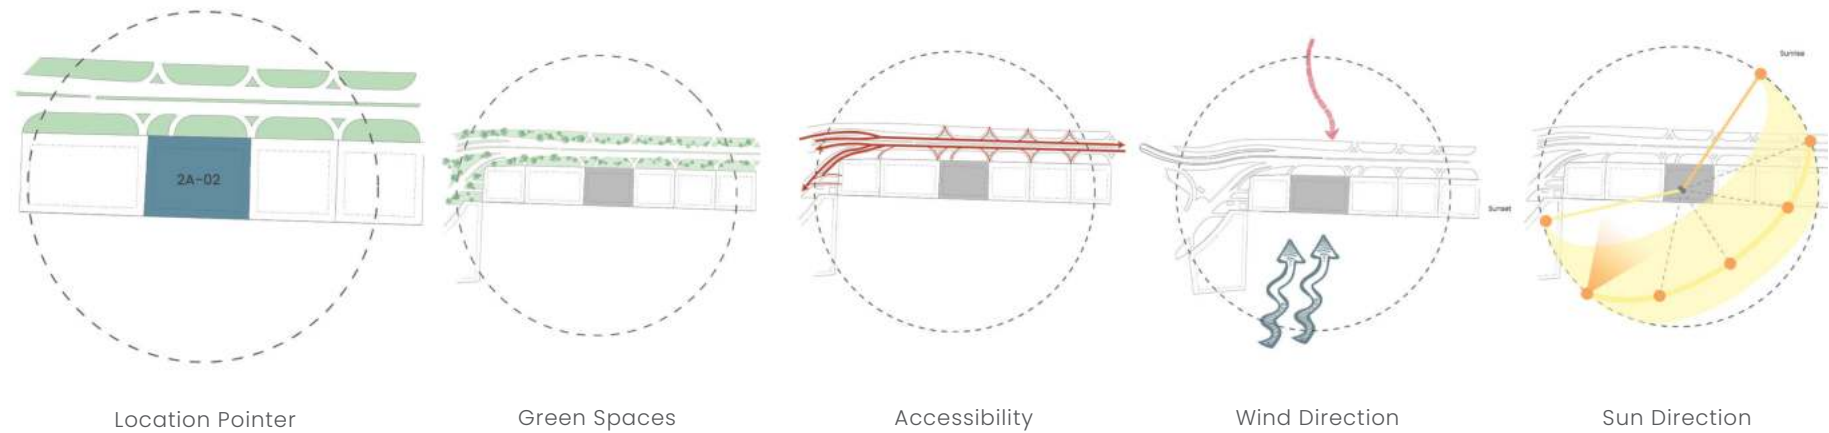 Sunrise
2A-02
Sunset
Location Pointer
Green Spaces
Accessibility
Wind Direction
Sun Direction